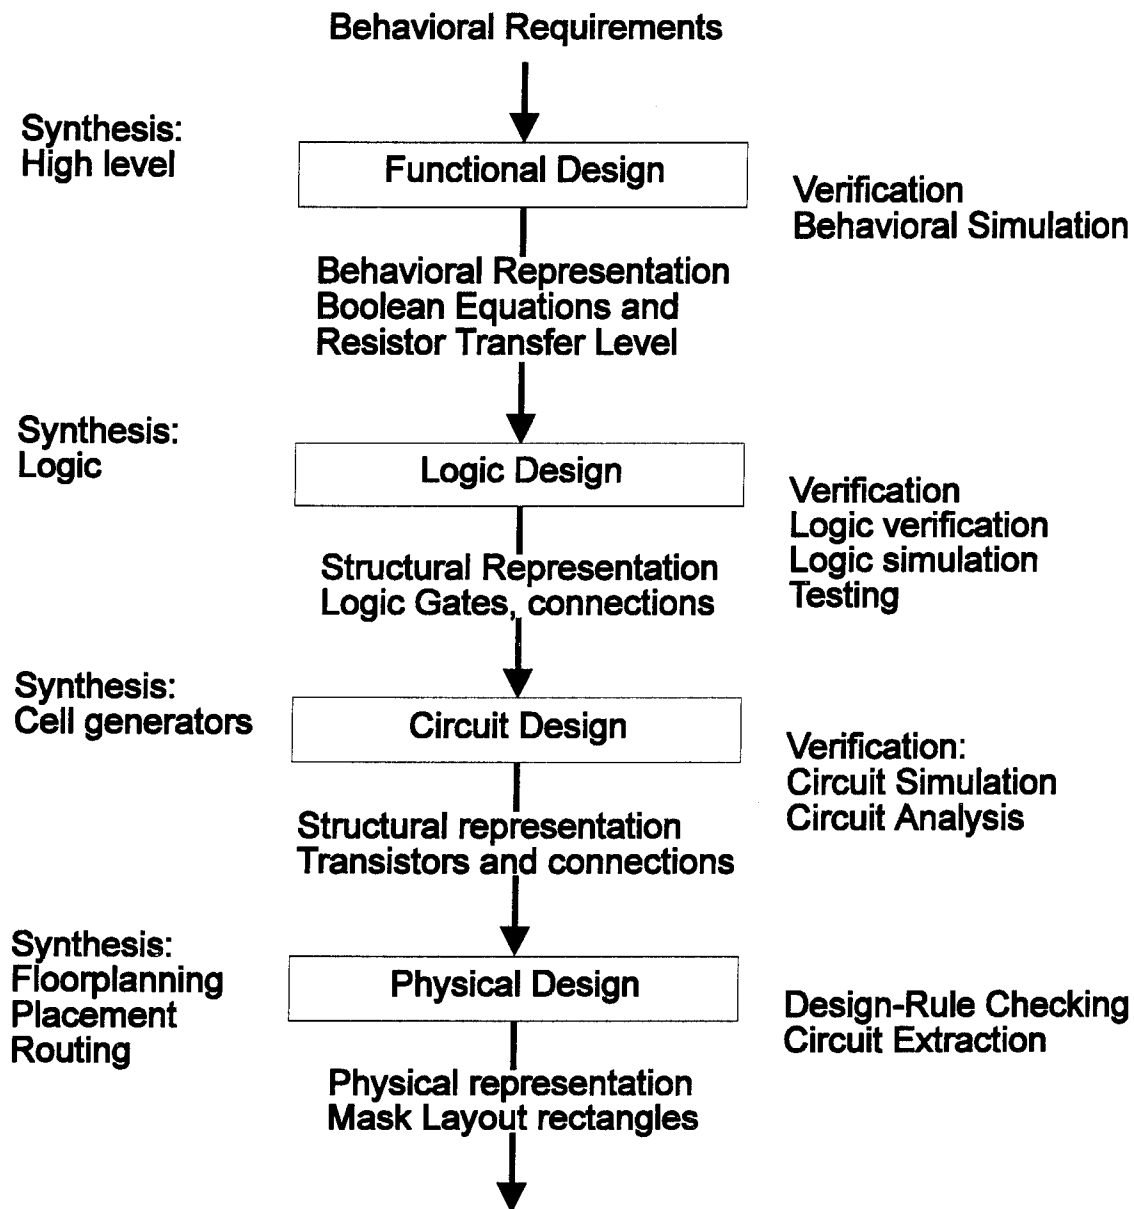 Behavioral Requirements
Synthesis:
High level
Functional Design
Verification
Behavioral Simulation
Behavioral Representation
Boolean Equations and
Resistor Transfer Level
Synthesis:
Logic
Logic Design
Verification
Logic verification
Logic simulation
Testing
Structural Representation
Logic Gates, connections
Synthesis:
Cell generators
Circuit Design
Verification:
Circuit Simulation
Circuit Analysis
Structural representation
Transistors and connections
Synthesis:
Floorplanning
Placement
Routing
Physical Design
Design-Rule Checking
Circuit Extraction
Physical representation
Mask Layout rectangles